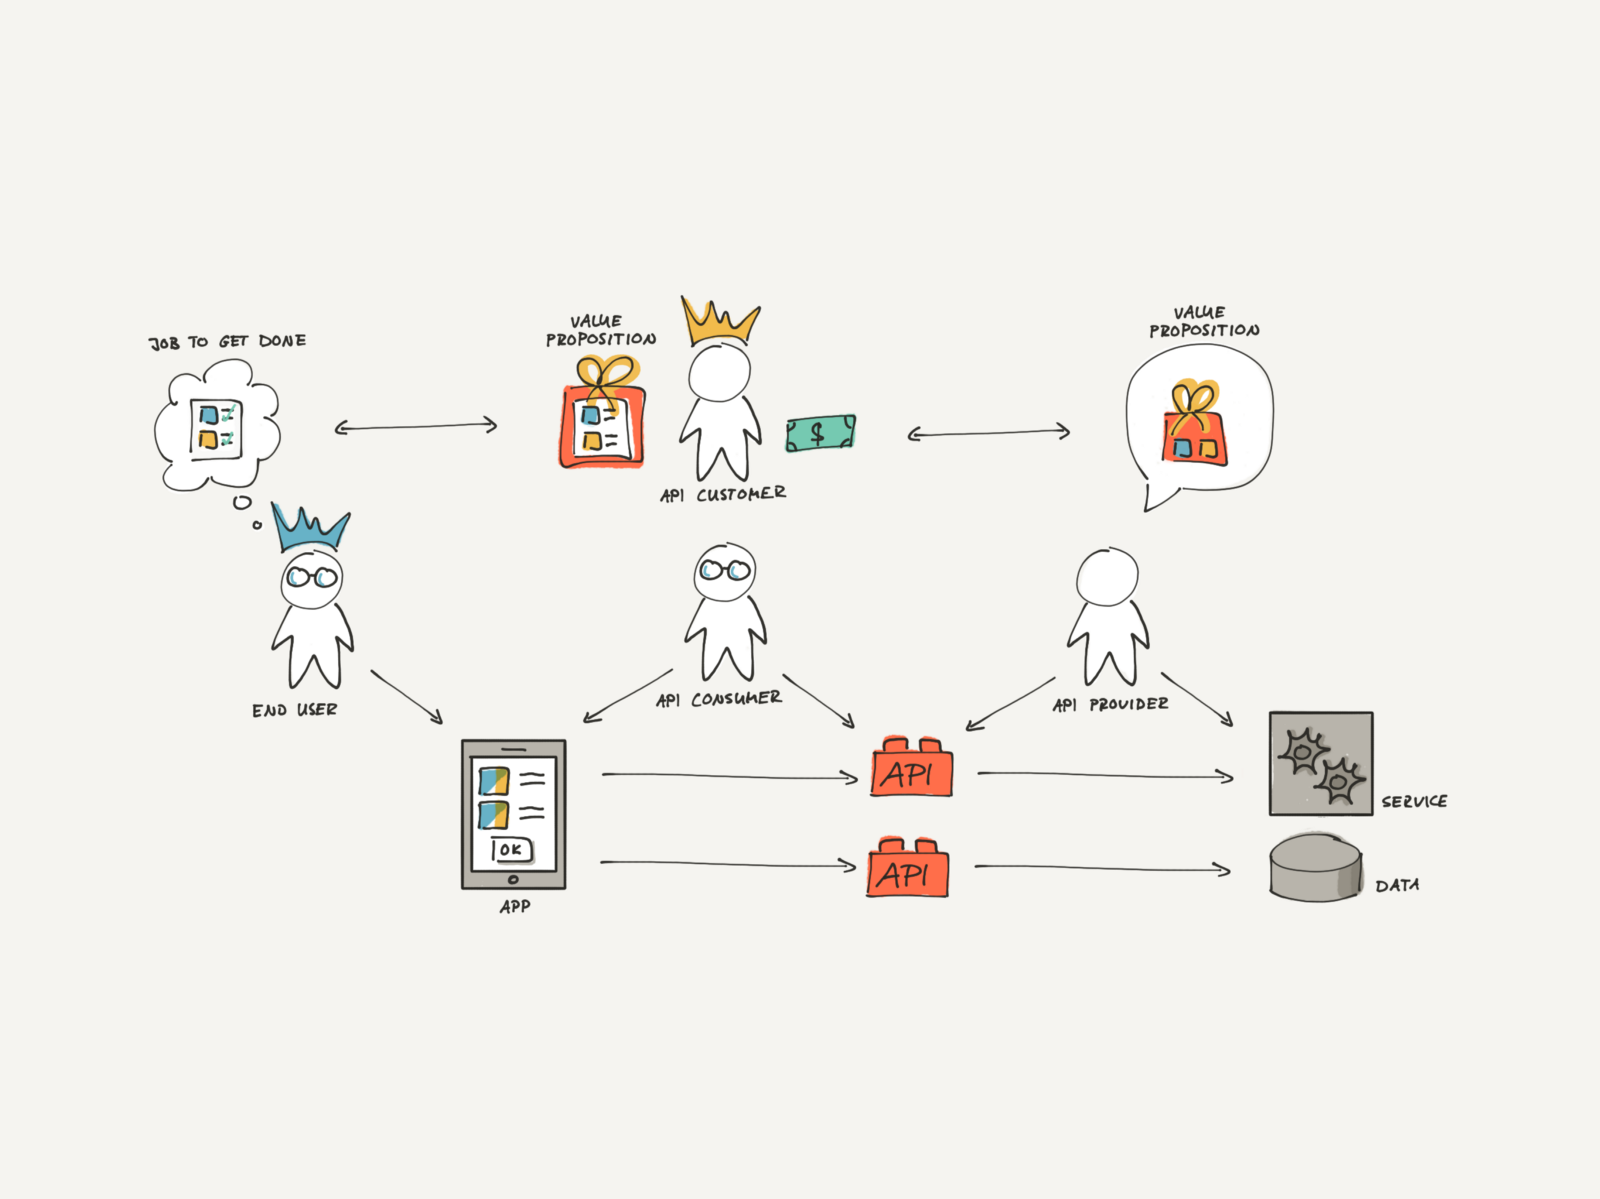 JOB TO GET DONE
VALUE
PROPOSITION
$
API CUSTOMER
VALUE
PROPOSITION
END USER
API CONSUMER
API PROVIDER
OK
APP
API
API
SERVICE
DATA